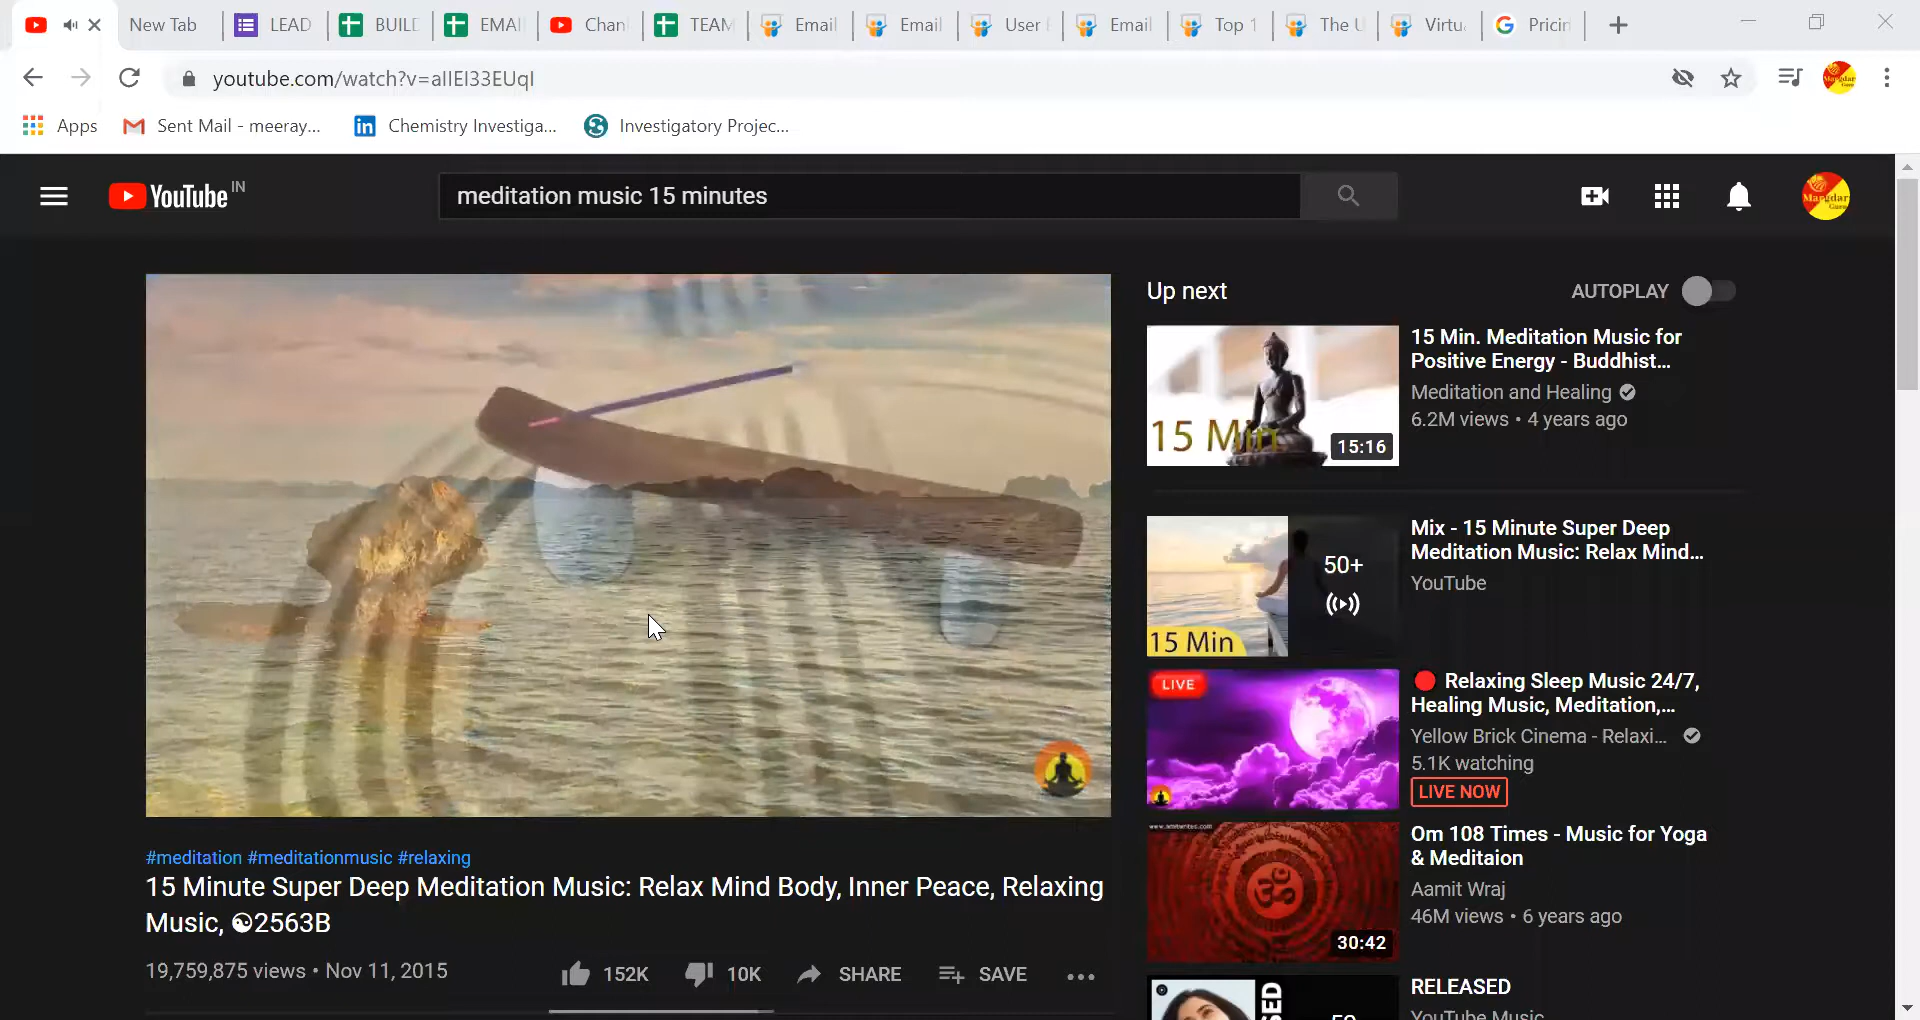 New Tab
LEAD
BUILD
EMAI
Chan
TEAM
Email
Email
User
Email
Top 1
The U
Virtu
Pricin
youtube.com/watch?v=aIIEI33EUqI
Apps
Sent Mail - meeray...
Chemistry Investiga...
Investigatory Projec...
YouTube IN
meditation music 15 minutes
Up next
AUTOPLAY
15 Min
15:16
15 Min. Meditation Music for
Positive Energy - Buddhist...
Meditation and Healing
6.2M views • 4 years ago
15 Min
50+
Mix - 15 Minute Super Deep
Meditation Music: Relax Mind...
YouTube
LIVE
Relaxing Sleep Music 24/7,
Healing Music, Meditation,...
Yellow Brick Cinema - Relaxi...
5.1K watching
LIVE NOW
30:42
Om 108 Times - Music for Yoga
& Meditaion
Aamit Wraj
46M views • 6 years ago
RELEASED
YouTube Music
#meditation #meditationmusic #relaxing
15 Minute Super Deep Meditation Music: Relax Mind Body, Inner Peace, Relaxing
Music, ☯2563B
19,759,875 views • Nov 11, 2015
152K
10K
SHARE
SAVE